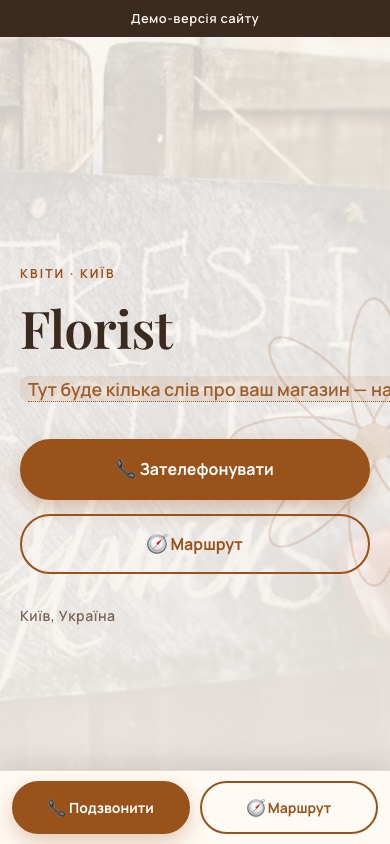 Демо-версія сайту
КВІТИ · КИЇВ
Florist
Тут буде кілька слів про ваш магазин — на
📞 Зателефонувати
🧭 Маршрут
Київ, Україна
📞 Подзвонити
🧭 Маршрут
FRESH